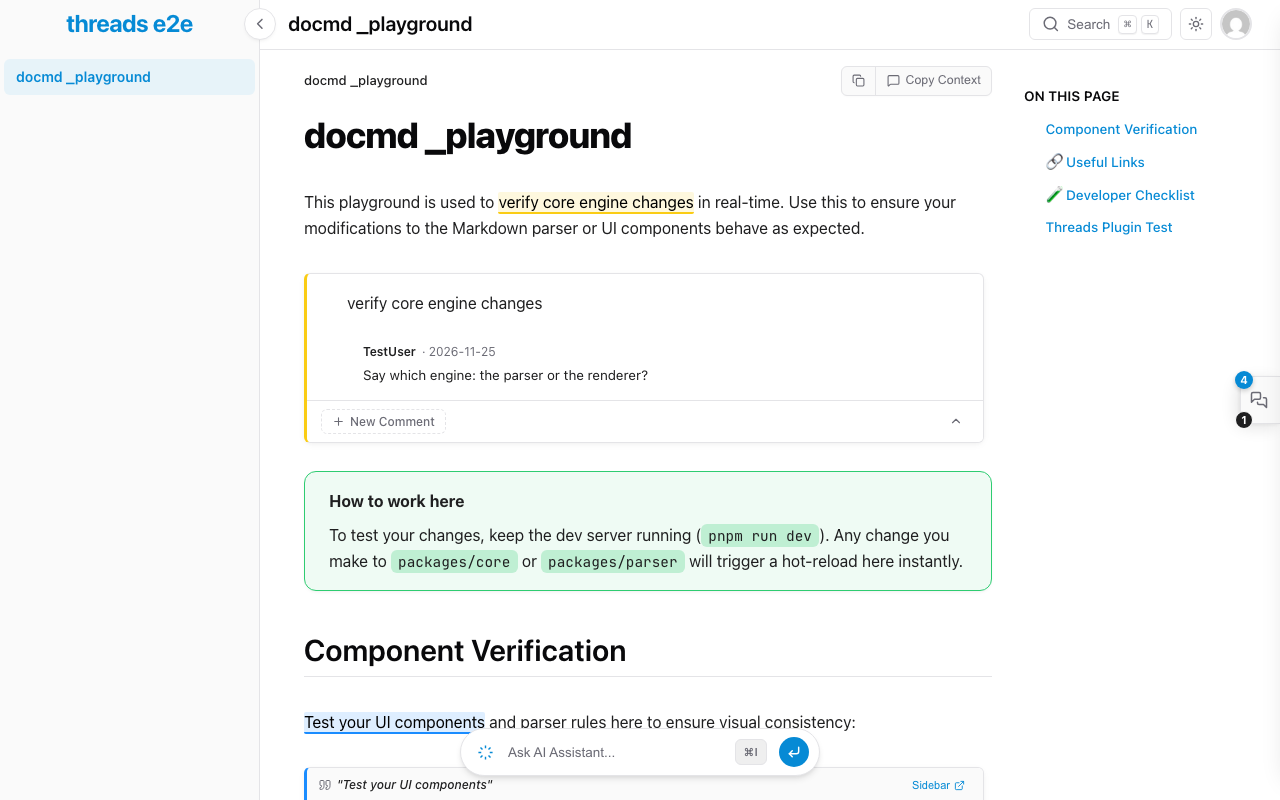 threads e2e
docmd _playground
docmd _playground
Search ⌘ K
docmd _playground
Copy Context
docmd _playground
This playground is used to verify core engine changes in real-time. Use this to ensure your
modifications to the Markdown parser or UI components behave as expected.
verify core engine changes
TestUser · 2026-11-25
Say which engine: the parser or the renderer?
+ New Comment
How to work here
To test your changes, keep the dev server running (pnpm run dev). Any change you
make to packages/core or packages/parser will trigger a hot-reload here instantly.
Component Verification
Test your UI components and parser rules here to ensure visual consistency:
Ask AI Assistant... ⌘I
"Test your UI components" Sidebar
ON THIS PAGE
Component Verification
🔗 Useful Links
🧪 Developer Checklist
Threads Plugin Test
4
1